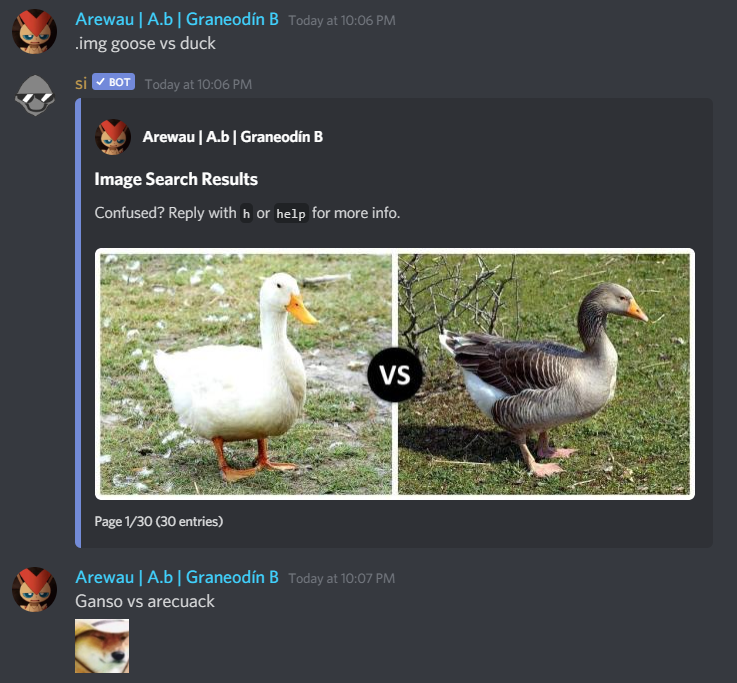 Arewau | A.b | Graneodín B Today at 10:06 PM
.img goose vs duck
si ✓ BOT Today at 10:06 PM
Arewau | A.b | Graneodín B
Image Search Results
Confused? Reply with h or help for more info.
VS
Page 1/30 (30 entries)
Arewau | A.b | Graneodín B Today at 10:07 PM
Ganso vs arecuack